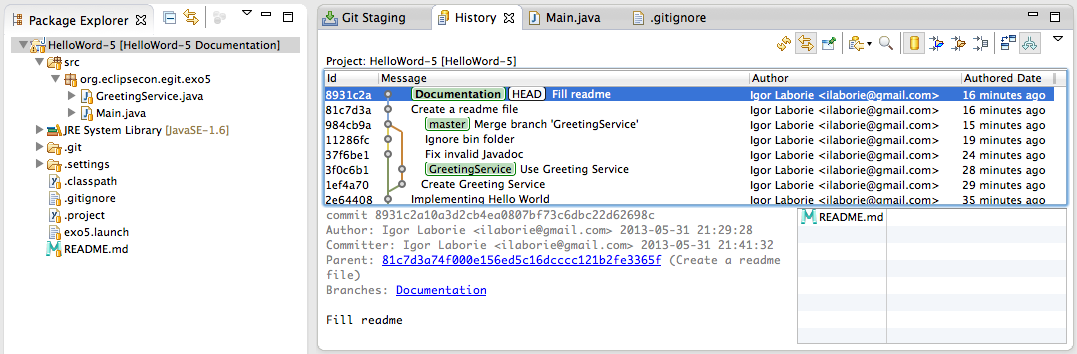 Package Explorer
HelloWord-5 [HelloWord-5 Documentation]
src
org.eclipsecon.egit.exo5
GreetingService.java
Main.java
JRE System Library [JavaSE-1.6]
.git
.settings
.classpath
.gitignore
.project
exo5.launch
README.md
Git Staging History Main.java .gitignore
Project: HelloWord-5 [HelloWord-5]
Id Message Author Authored Date
8931c2a Documentation HEAD Fill readme Igor Laborie <ilaborie@gmail.com> 16 minutes ago
81c7d3a Create a readme file Igor Laborie <ilaborie@gmail.com> 16 minutes ago
984cb9a master Merge branch 'GreetingService' Igor Laborie <ilaborie@gmail.com> 15 minutes ago
11286fc Ignore bin folder Igor Laborie <ilaborie@gmail.com> 19 minutes ago
37f6be1 Fix invalid Javadoc Igor Laborie <ilaborie@gmail.com> 24 minutes ago
3f0c6b1 GreetingService Use Greeting Service Igor Laborie <ilaborie@gmail.com> 28 minutes ago
1ef4a70 Create Greeting Service Igor Laborie <ilaborie@gmail.com> 29 minutes ago
2e64408 Implementing Hello World Igor Laborie <ilaborie@gmail.com> 35 minutes ago
commit 8931c2a10a3d2cb4ea0807bf73c6dbc22d62698c
Author: Igor Laborie <ilaborie@gmail.com> 2013-05-31 21:29:28
Committer: Igor Laborie <ilaborie@gmail.com> 2013-05-31 21:41:32
Parent: 81c7d3a74f000e156ed5c16dcccc121b2fe3365f (Create a readme
file)
Branches: Documentation
Fill readme
README.md